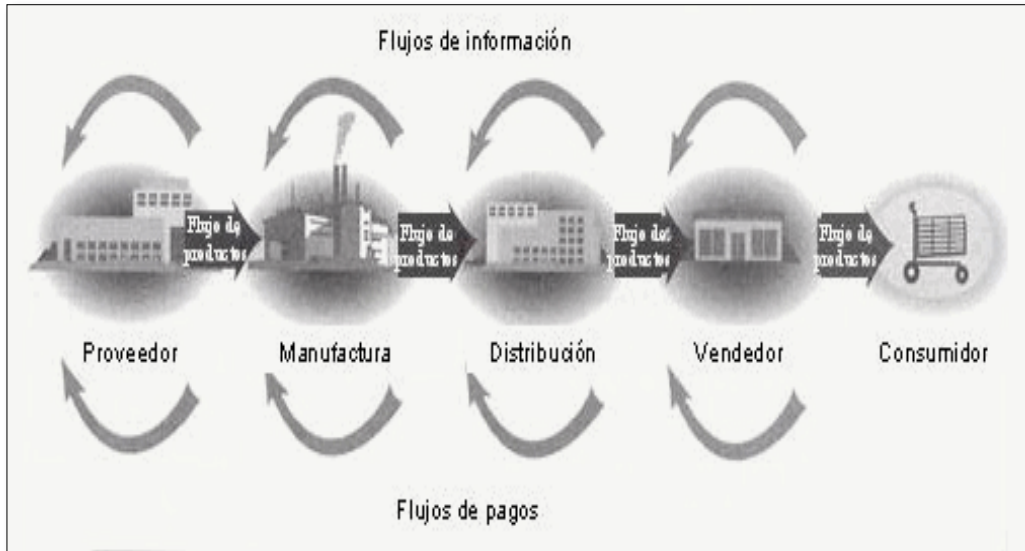 Flujos de información
Flujo de
productos
Flujo de
productos
Flujo de
productos
Flujo de
productos
Proveedor
Manufactura
Distribución
Vendedor
Consumidor
Flujos de pagos